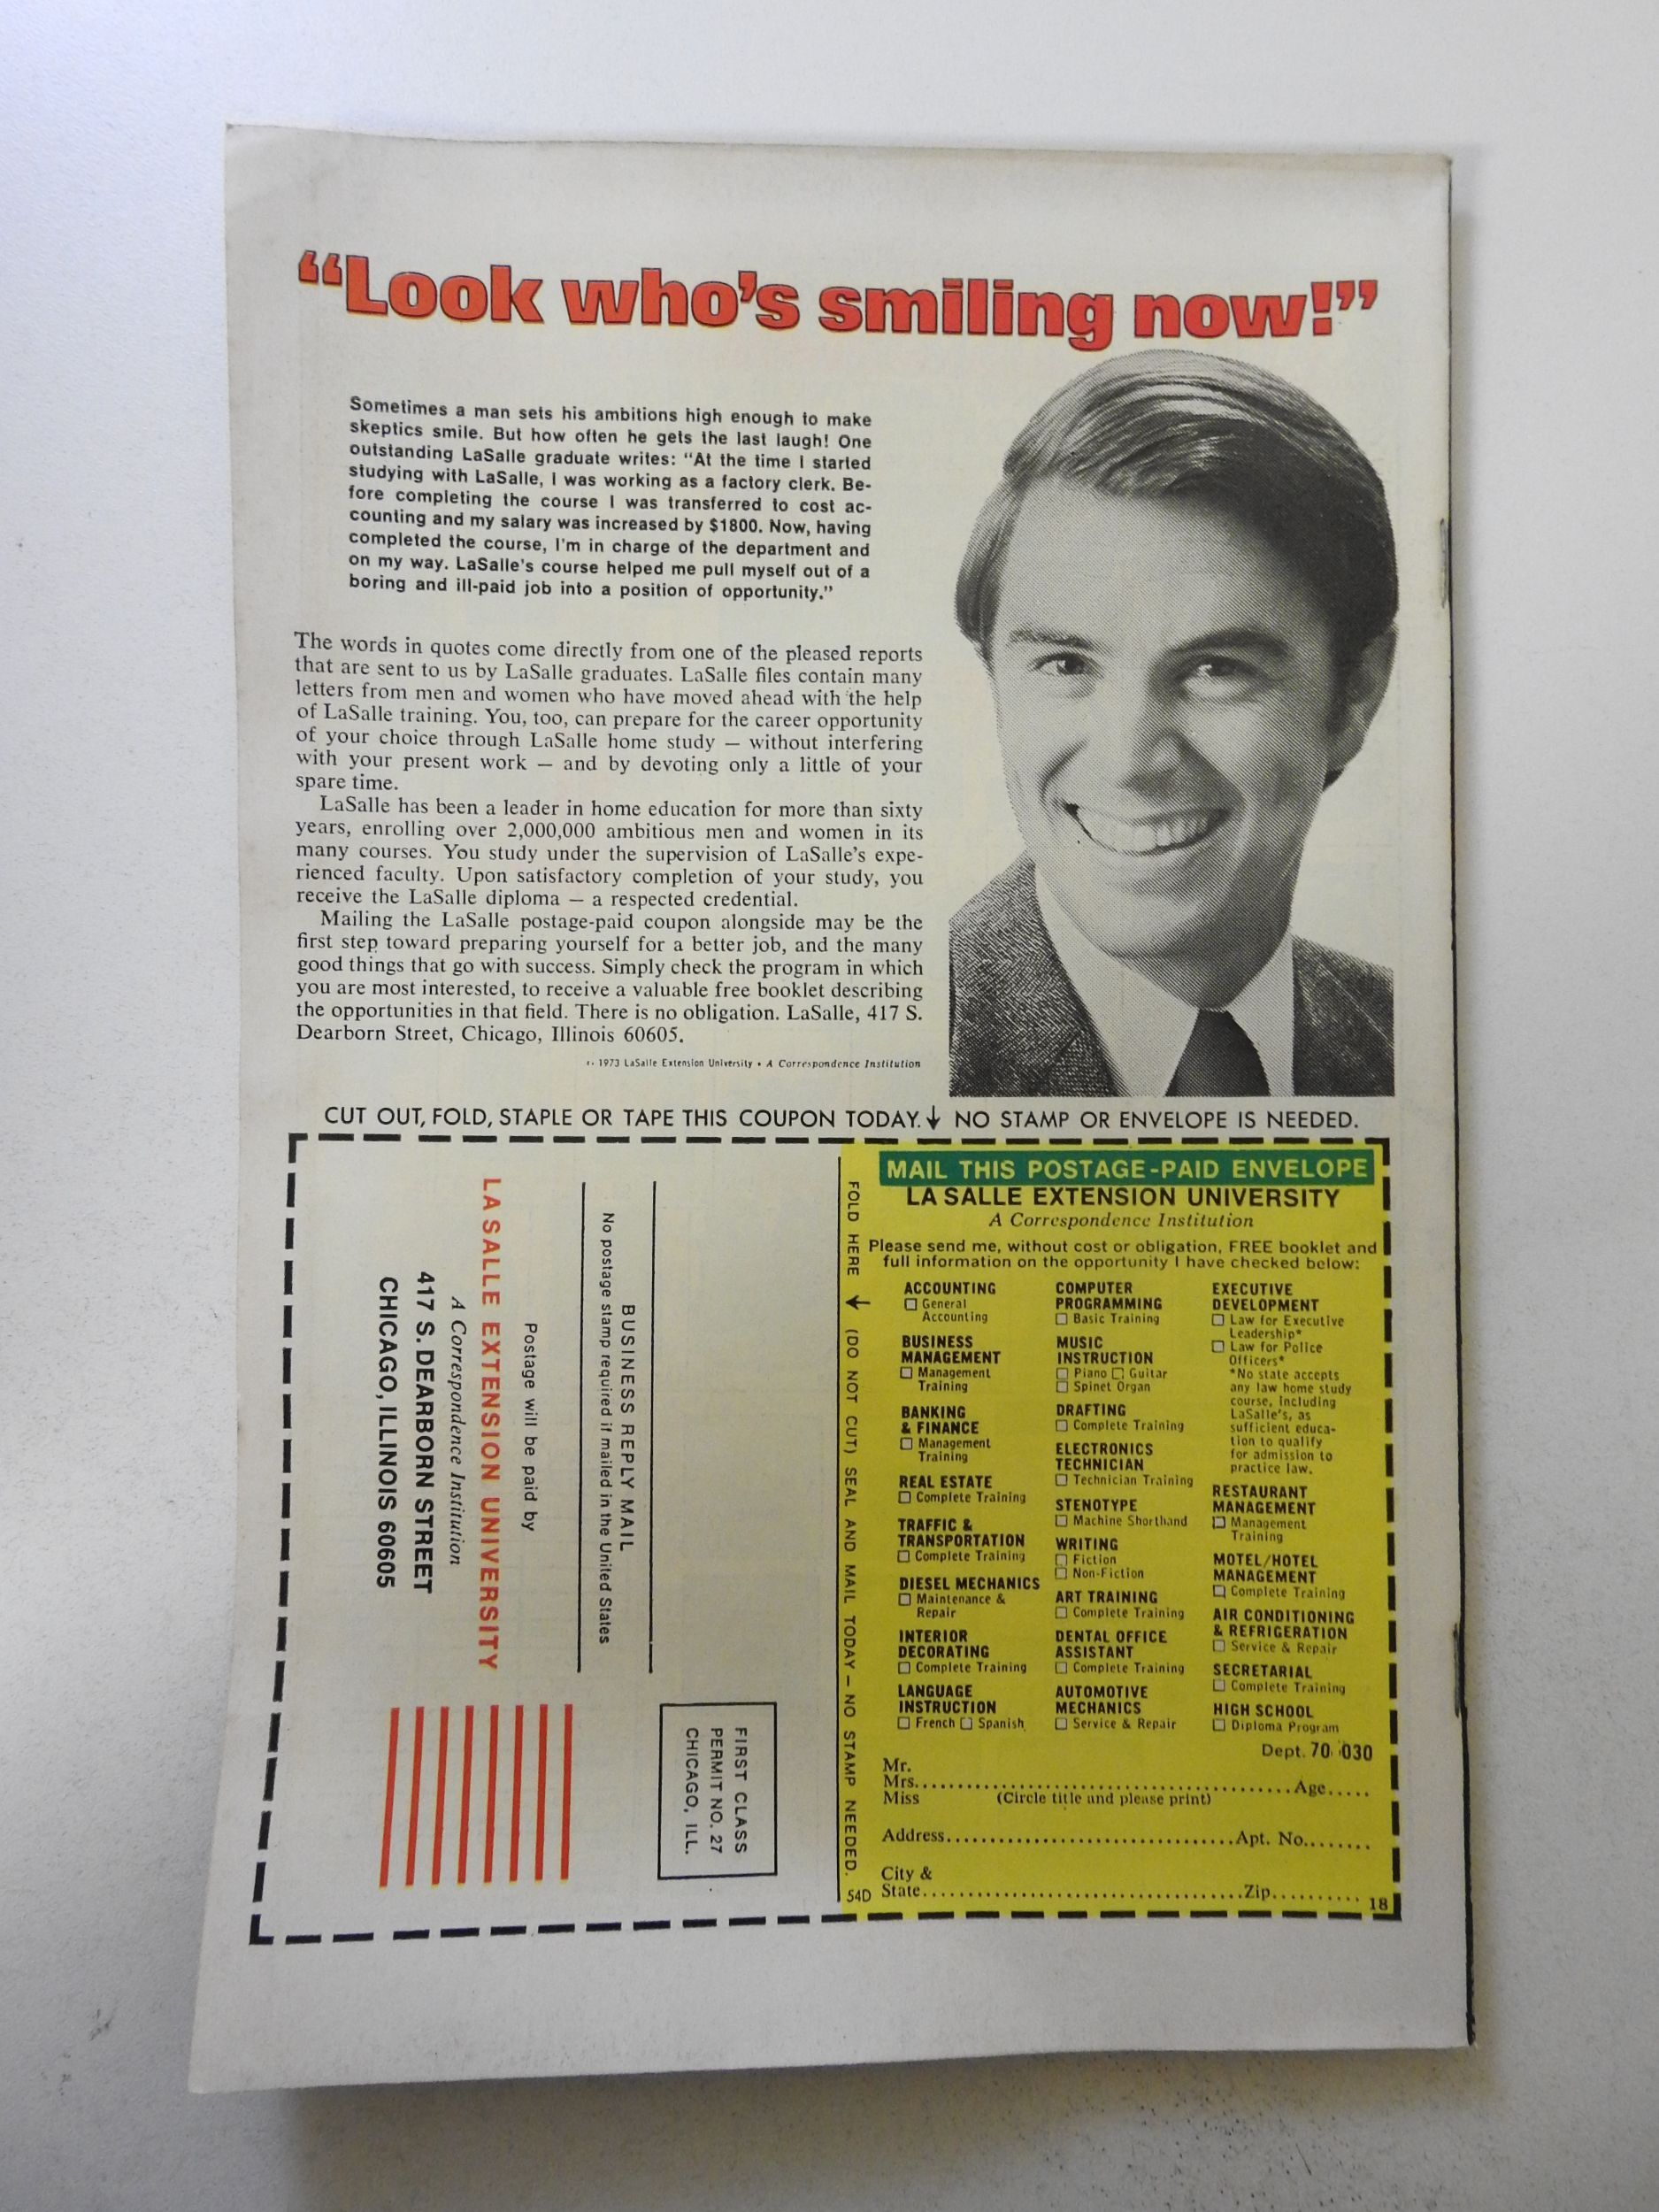 “Look who’s smiling now!”
Sometimes a man sets his ambitions high enough to make
skeptics smile. But how often he gets the last laugh! One
outstanding LaSalle graduate writes: “At the time I started
studying with LaSalle, I was working as a factory clerk. Be-
fore completing the course I was transferred to cost ac-
counting and my salary was increased by $1800. Now, having
completed the course, I'm in charge of the department and
on my way. LaSalle's course helped me pull myself out of a
boring and ill-paid job into a position of opportunity.”
The words in quotes come directly from one of the pleased reports
that are sent to us by LaSalle graduates. LaSalle files contain many
letters from men and women who have moved ahead with the help
of LaSalle training. You, too, can prepare for the career opportunity
of your choice through LaSalle home study — without interfering
with your present work — and by devoting only a little of your
spare time.
LaSalle has been a leader in home education for more than sixty
years, enrolling over 2,000,000 ambitious men and women in its
many courses. You study under the supervision of LaSalle's expe-
rienced faculty. Upon satisfactory completion of your study, you
receive the LaSalle diploma — a respected credential.
Mailing the LaSalle postage-paid coupon alongside may be the
first step toward preparing yourself for a better job, and the many
good things that go with success. Simply check the program in which
you are most interested, to receive a valuable free booklet describing
the opportunities in that field. There is no obligation. LaSalle, 417 S.
Dearborn Street, Chicago, Illinois 60605.
1973 LaSalle Extension University • A Correspondence Institution
CUT OUT, FOLD, STAPLE OR TAPE THIS COUPON TODAY.↓ NO STAMP OR ENVELOPE IS NEEDED.
FIRST CLASS
PERMIT NO. 27
CHICAGO, ILL.
BUSINESS REPLY MAIL
No postage stamp required if mailed in the United States
Postage will be paid by
LA SALLE EXTENSION UNIVERSITY
A Correspondence Institution
417 S. DEARBORN STREET
CHICAGO, ILLINOIS 60605
FOLD HERE ↓ (DO NOT CUT) SEAL AND MAIL TODAY — NO STAMP NEEDED.
54D
MAIL THIS POSTAGE-PAID ENVELOPE
LA SALLE EXTENSION UNIVERSITY
A Correspondence Institution
Please send me, without cost or obligation, FREE booklet and
full information on the opportunity I have checked below:
ACCOUNTING
☐ General
Accounting
BUSINESS
MANAGEMENT
☐ Management
Training
BANKING
& FINANCE
☐ Management
Training
REAL ESTATE
☐ Complete Training
TRAFFIC &
TRANSPORTATION
☐ Complete Training
DIESEL MECHANICS
☐ Maintenance &
Repair
INTERIOR
DECORATING
☐ Complete Training
LANGUAGE
INSTRUCTION
☐ French ☐ Spanish
COMPUTER
PROGRAMMING
☐ Basic Training
MUSIC
INSTRUCTION
☐ Piano ☐ Guitar
☐ Spinet Organ
DRAFTING
☐ Complete Training
ELECTRONICS
TECHNICIAN
☐ Technician Training
STENOTYPE
☐ Machine Shorthand
WRITING
☐ Fiction
☐ Non-Fiction
ART TRAINING
☐ Complete Training
DENTAL OFFICE
ASSISTANT
☐ Complete Training
AUTOMOTIVE
MECHANICS
☐ Service & Repair
EXECUTIVE
DEVELOPMENT
☐ Law for Executive
Leadership*
☐ Law for Police
Officers*
*No state accepts
any law home study
course, including
LaSalle's, as
sufficient educa-
tion to qualify
for admission to
practice law.
RESTAURANT
MANAGEMENT
☐ Management
Training
MOTEL/HOTEL
MANAGEMENT
☐ Complete Training
AIR CONDITIONING
& REFRIGERATION
☐ Service & Repair
SECRETARIAL
☐ Complete Training
HIGH SCHOOL
☐ Diploma Program
Dept. 70-030
Mr.
Mrs. Age
Miss (Circle title and please print)
Address Apt. No.
City &
State Zip
18